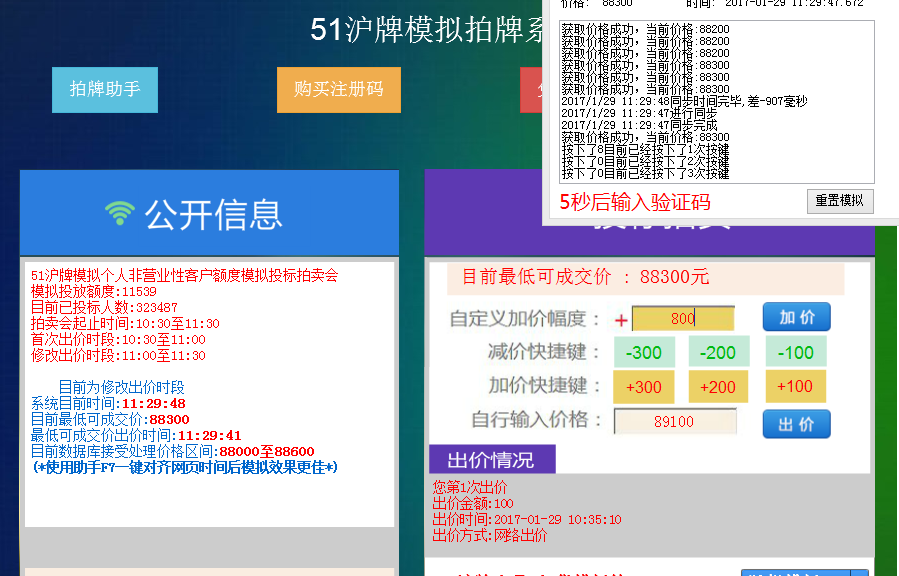 51沪牌模拟拍牌系
拍牌助手
购买注册码
价格: 88300
时间: 2017-01-29 11:29:47.672
获取价格成功，当前价格:88200
获取价格成功，当前价格:88200
获取价格成功，当前价格:88200
获取价格成功，当前价格:88300
获取价格成功，当前价格:88300
获取价格成功，当前价格:88300
2017/1/29 11:29:48同步时间完毕,差-907毫秒
2017/1/29 11:29:47进行同步
2017/1/29 11:29:47同步完成
获取价格成功，当前价格:88300
按下了8目前已经按下了1次按键
按下了0目前已经按下了2次按键
按下了0目前已经按下了3次按键
5秒后输入验证码
重置模拟
公开信息
51沪牌模拟个人非营业性客户额度模拟投标拍卖会
模拟投放额度:11539
目前已投标人数:323487
拍卖会起止时间:10:30至11:30
首次出价时段:10:30至11:00
修改出价时段:11:00至11:30
目前为修改出价时段
系统目前时间:11:29:48
目前最低可成交价:88300
最低可成交价出价时间:11:29:41
目前数据库接受处理价格区间:88000至88600
(*使用助手F7一键对齐网页时间后模拟效果更佳*)
目前最低可成交价 ：88300元
自定义加价幅度： + 800 加 价
减价快捷键： -300 -200 -100
加价快捷键： +300 +200 +100
自行输入价格： 89100 出 价
出价情况
您第1次出价
出价金额:100
出价时间:2017-01-29 10:35:10
出价方式:网络出价